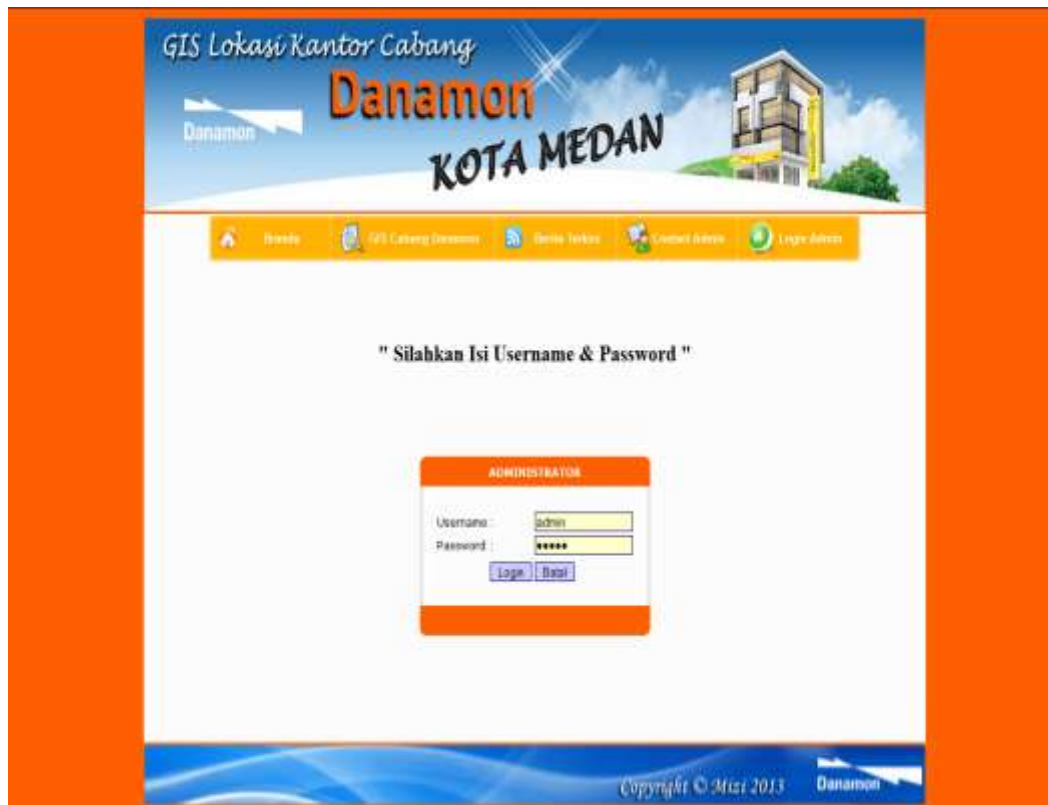 GIS Lokasi Kantor Cabang
Danamon
Danamon
KOTA MEDAN
Beranda
GIS Cabang Danamon
Berita Terkini
Contact Admin
Login Admin
" Silahkan Isi Username & Password "
ADMINISTRATOR
Username : admin
Password : •••••
Login Batal
Copyright © Mizi 2013
Danamon